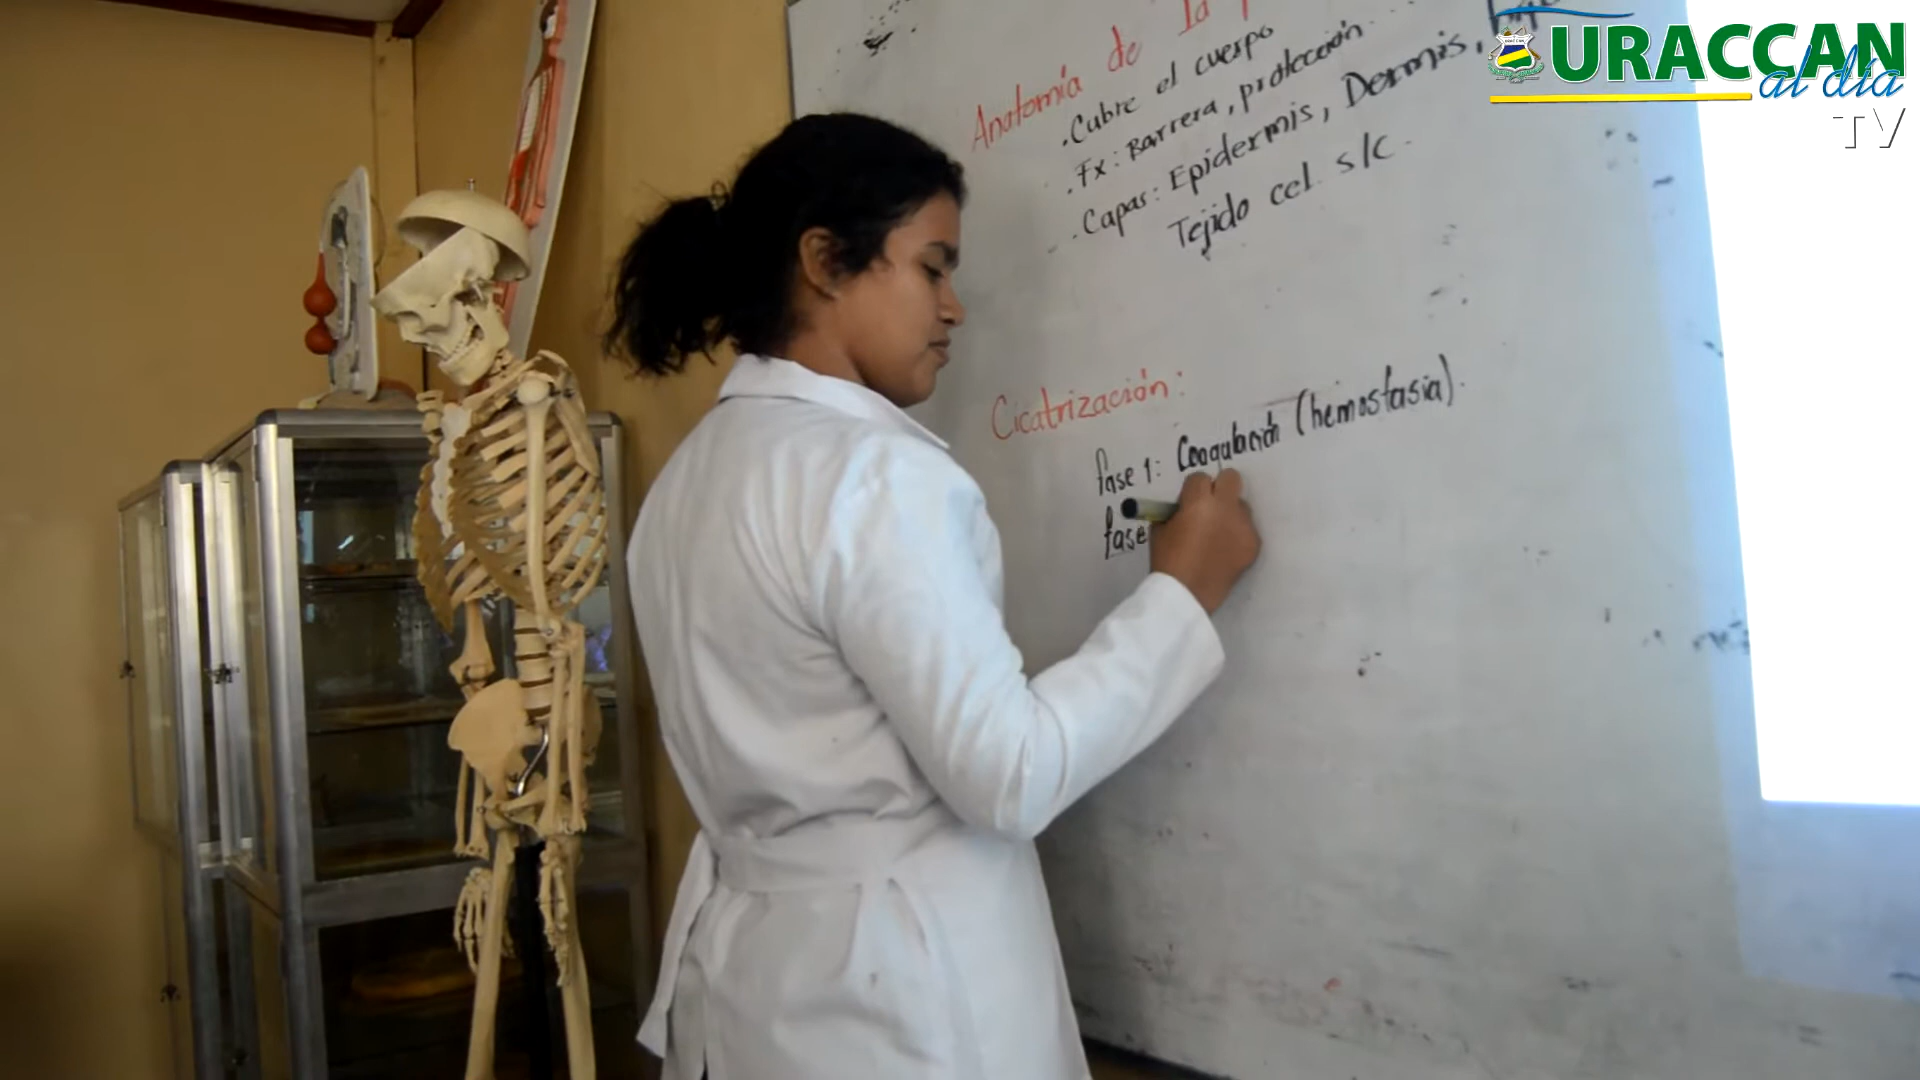 URACCAN
al día
TV
Anatomía de la
.Cubre el cuerpo
.Fx: Barrera, protección...
.Capas: Epidermis, Dermis,
Tejido cel. s/c.
Cicatrización:
fase 1: Coagulación (hemostasia).
fase